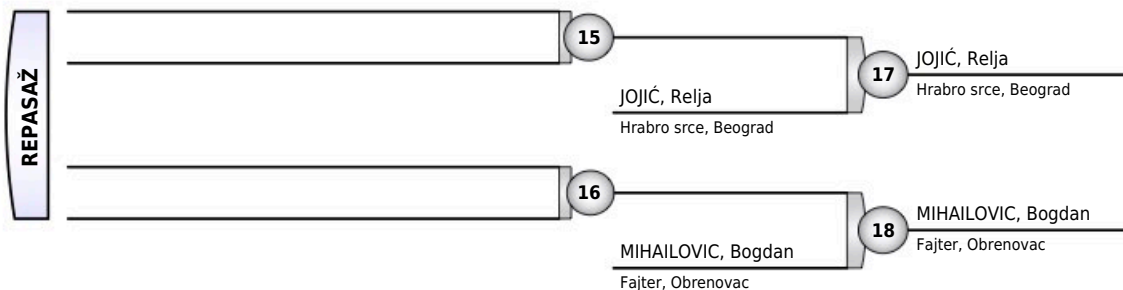 REPASAŽ
15
JOJIĆ, Relja
Hrabro srce, Beograd
17
JOJIĆ, Relja
Hrabro srce, Beograd
16
MIHAILOVIC, Bogdan
Fajter, Obrenovac
18
MIHAILOVIC, Bogdan
Fajter, Obrenovac